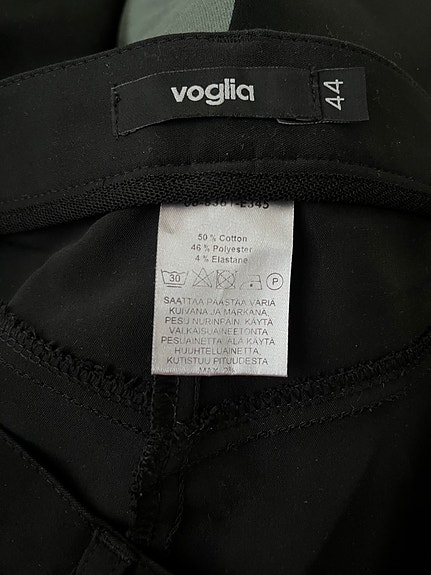 voglia
44
50 % Cotton
46 % Polyester
4 % Elastane
30 P
SAATTAA PÄÄSTÄÄ VÄRIÄ
KUIVANA JA MÄRKÄNÄ.
PESU NURINPÄIN, KÄYTÄ
VALKAISUAINEETONTA
PESUAINETTA. ÄLÄ KÄYTÄ
HUUHTELUAINETTA.
KUTISTUU PITUUDESTA
MAX